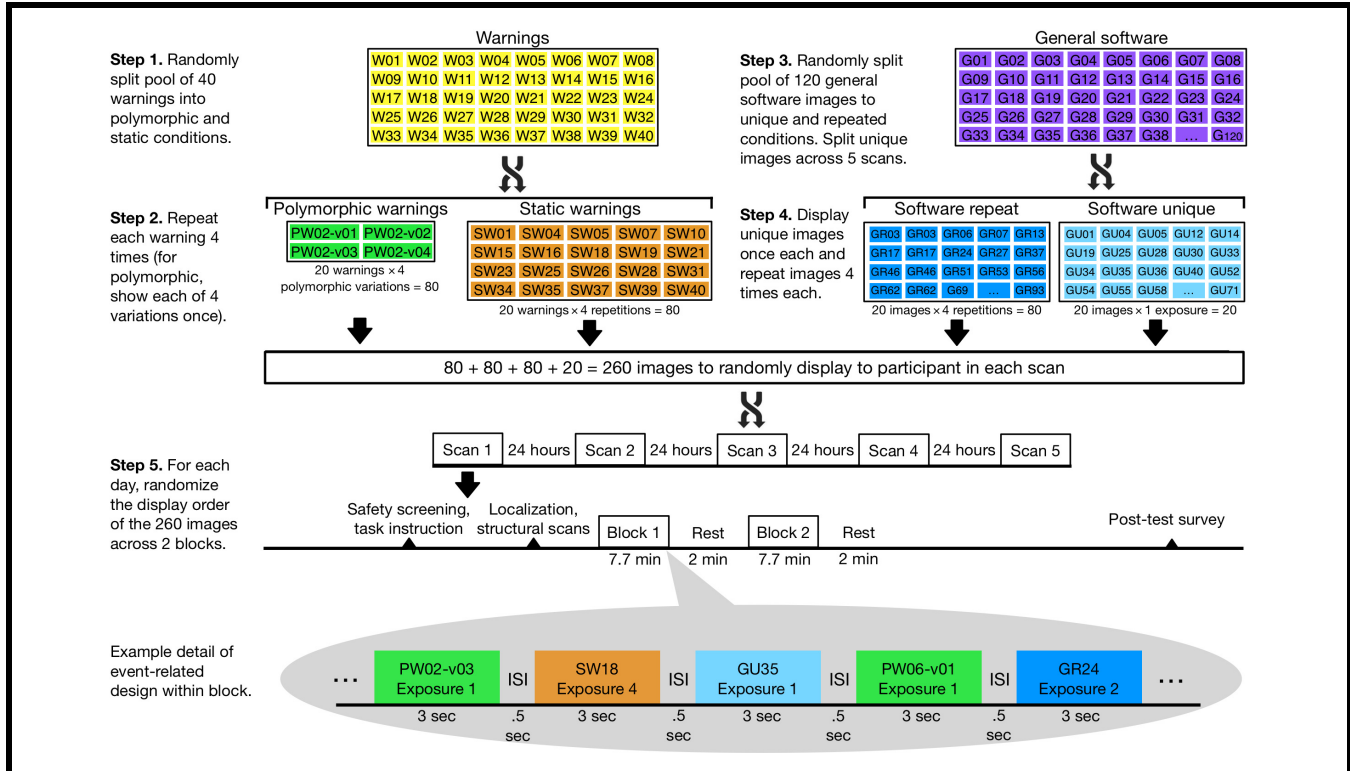 Step 1. Randomly
split pool of 40
warnings into
polymorphic and
static conditions.
Warnings
W01 W02 W03 W04 W05 W06 W07 W08
W09 W10 W11 W12 W13 W14 W15 W16
W17 W18 W19 W20 W21 W22 W23 W24
W25 W26 W27 W28 W29 W30 W31 W32
W33 W34 W35 W36 W37 W38 W39 W40
Step 3. Randomly split
pool of 120 general
software images to
unique and repeated
conditions. Split unique
images across 5 scans.
General software
G01 G02 G03 G04 G05 G06 G07 G08
G09 G10 G11 G12 G13 G14 G15 G16
G17 G18 G19 G20 G21 G22 G23 G24
G25 G26 G27 G28 G29 G30 G31 G32
G33 G34 G35 G36 G37 G38 ... G120
Step 2. Repeat
each warning 4
times (for
polymorphic,
show each of 4
variations once).
Polymorphic warnings
PW02-v01 PW02-v02
PW02-v03 PW02-v04
20 warnings × 4
polymorphic variations = 80
Static warnings
SW01 SW04 SW05 SW07 SW10
SW15 SW16 SW18 SW19 SW21
SW23 SW25 SW26 SW28 SW31
SW34 SW35 SW37 SW39 SW40
20 warnings × 4 repetitions = 80
Step 4. Display
unique images
once each and
repeat images 4
times each.
Software repeat
GR03 GR03 GR06 GR07 GR13
GR17 GR17 GR24 GR27 GR37
GR46 GR46 GR51 GR53 GR56
GR62 GR62 G69 ... GR93
20 images × 4 repetitions = 80
Software unique
GU01 GU04 GU05 GU12 GU14
GU19 GU25 GU28 GU30 GU33
GU34 GU35 GU36 GU40 GU52
GU54 GU55 GU58 ... GU71
20 images × 1 exposure = 20
80 + 80 + 80 + 20 = 260 images to randomly display to participant in each scan
Scan 1 24 hours Scan 2 24 hours Scan 3 24 hours Scan 4 24 hours Scan 5
Step 5. For each
day, randomize
the display order
of the 260 images
across 2 blocks.
Safety screening,
task instruction
Localization,
structural scans
Block 1 Rest Block 2 Rest
7.7 min 2 min 7.7 min 2 min
Post-test survey
Example detail of
event-related
design within block.
... PW02-v03 ISI SW18 ISI GU35 ISI PW06-v01 ISI GR24 ...
Exposure 1 Exposure 4 Exposure 1 Exposure 1 Exposure 2
3 sec .5 3 sec .5 3 sec .5 3 sec .5 3 sec
sec sec sec sec